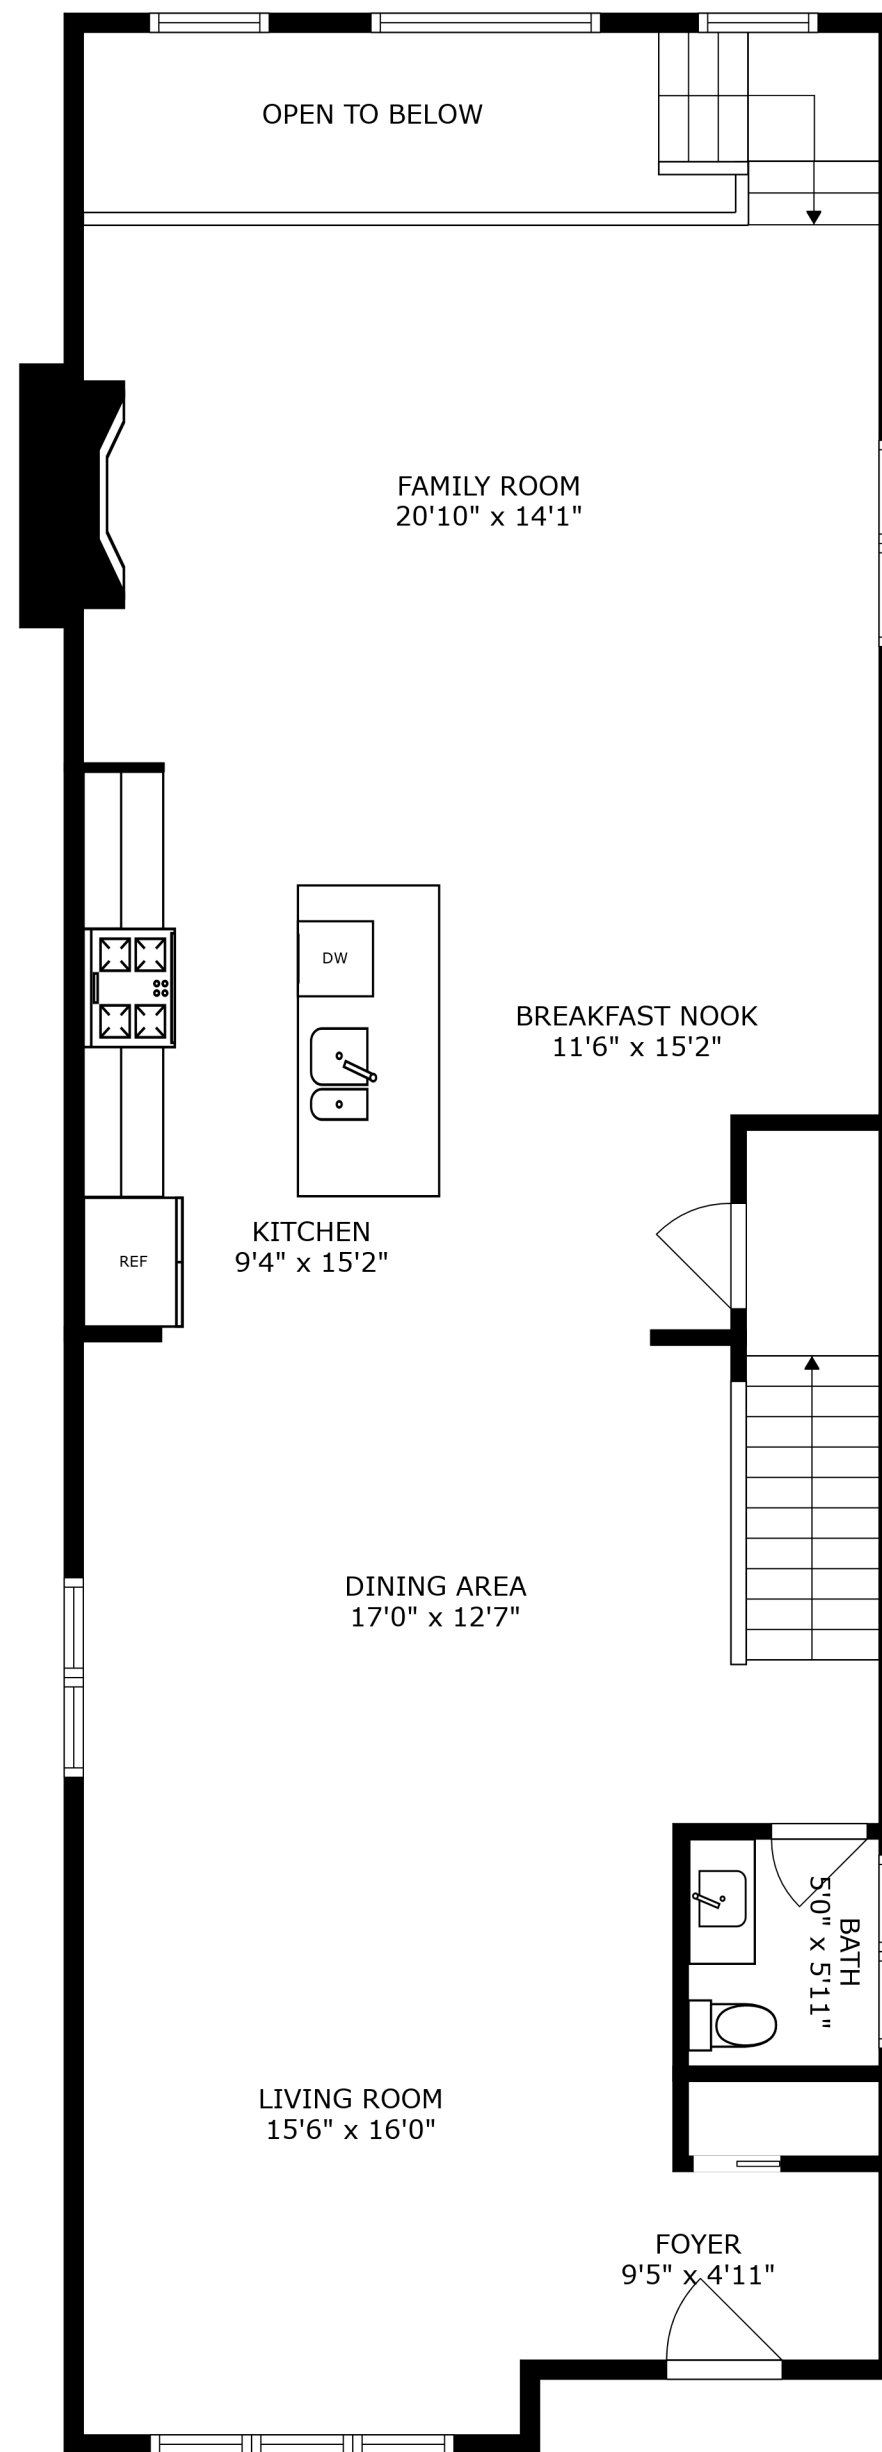 OPEN TO BELOW
FAMILY ROOM
20'10" x 14'1"
DW
BREAKFAST NOOK
11'6" x 15'2"
KITCHEN
9'4" x 15'2"
REF
DINING AREA
17'0" x 12'7"
BATH
5'0" x 5'11"
LIVING ROOM
15'6" x 16'0"
FOYER
9'5" x 4'11"